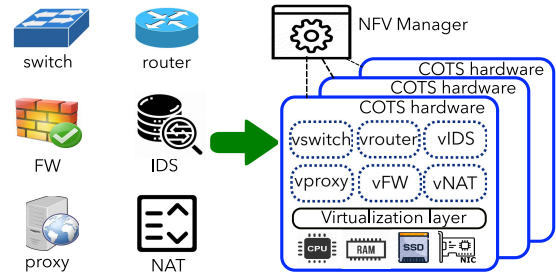 NFV Manager
switch
router
COTS hardware
COTS hardware
COTS hardware
FW
IDS
vswitch vrouter vIDS
vproxy vFW vNAT
Virtualization layer
CPU RAM SSD NIC
proxy
NAT